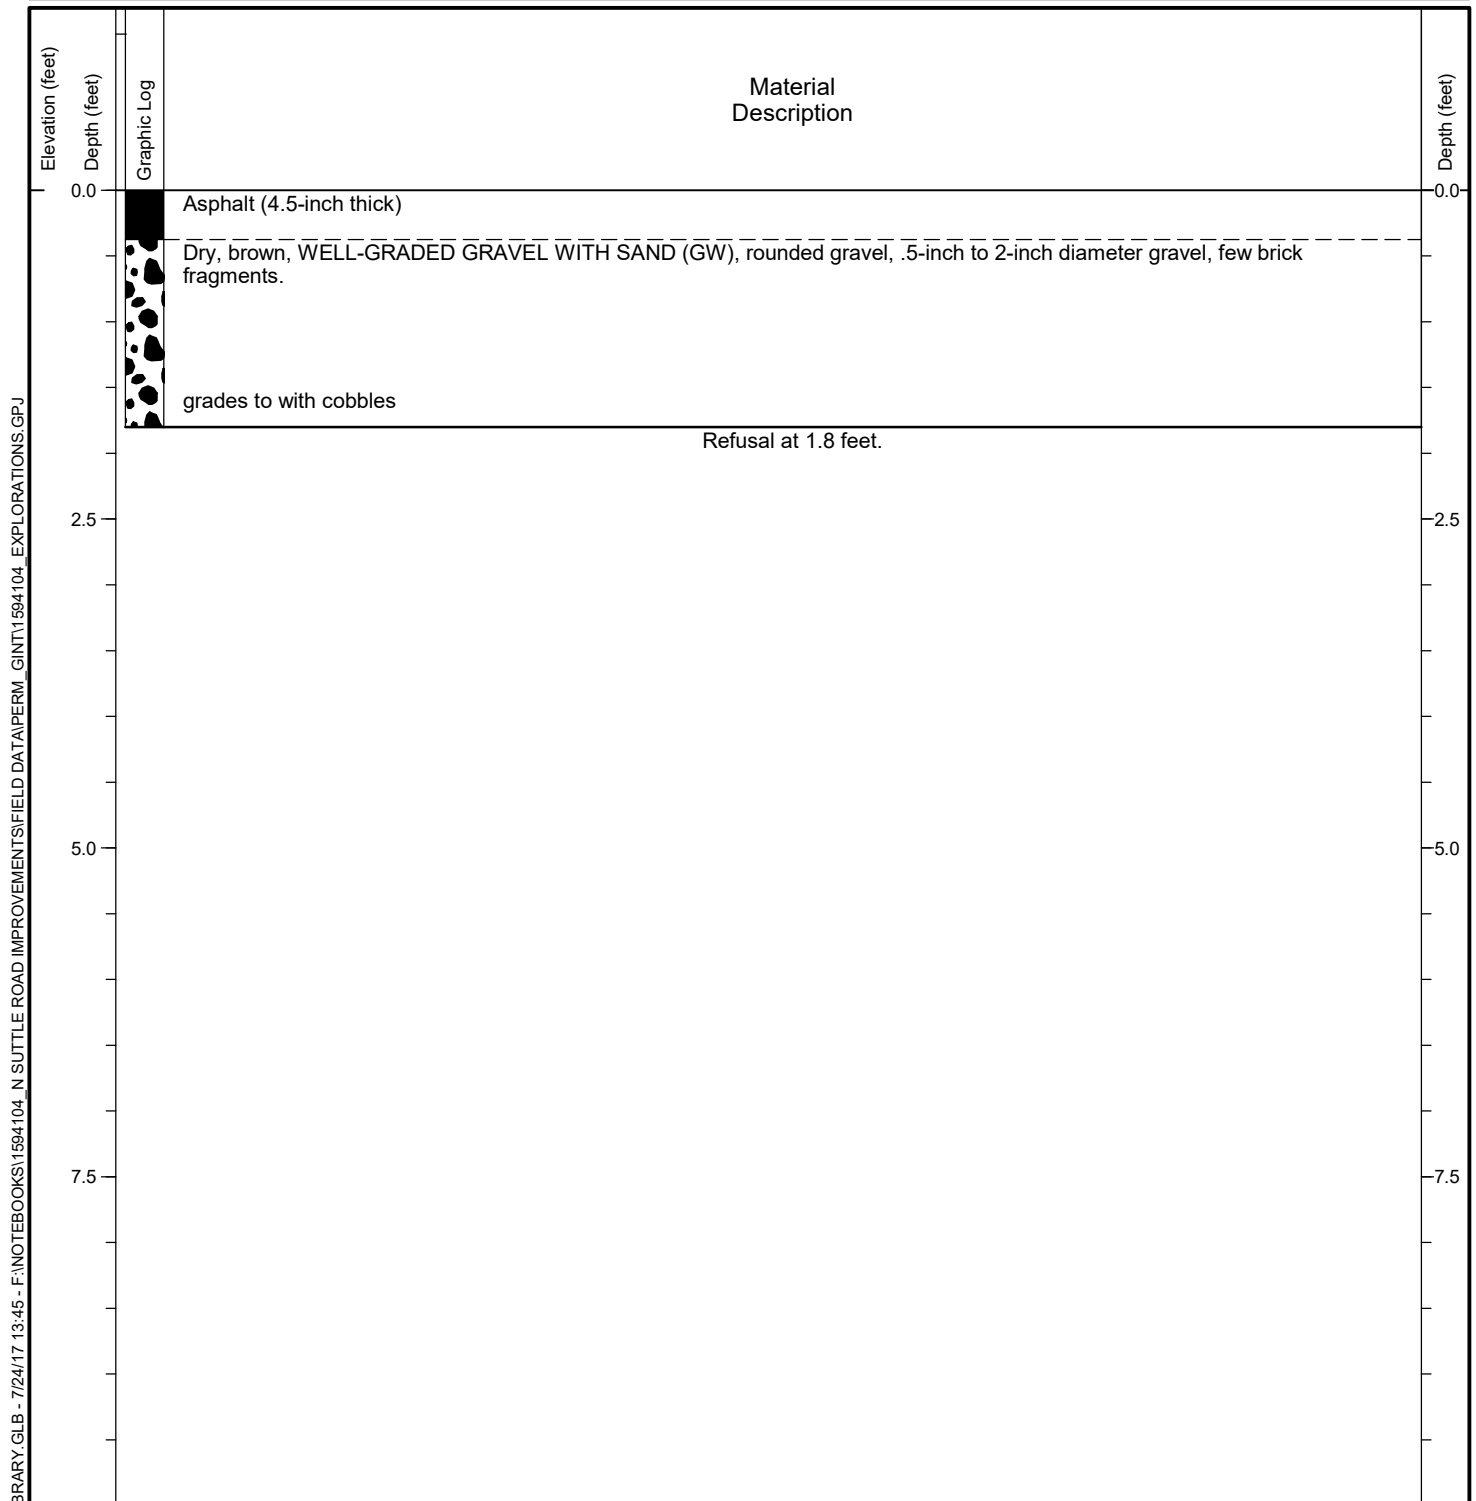 Elevation (feet)
Depth (feet)
Graphic Log
Material
Description
Depth (feet)
0.0
0.0
Asphalt (4.5-inch thick)
Dry, brown, WELL-GRADED GRAVEL WITH SAND (GW), rounded gravel, .5-inch to 2-inch diameter gravel, few brick
fragments.
grades to with cobbles
Refusal at 1.8 feet.
2.5
2.5
5.0
5.0
7.5
7.5
BRARY.GLB - 7/24/17 13:45 - F:\NOTEBOOKS\1594104_N SUTTLE ROAD IMPROVEMENTS\FIELD DATA\PERM_GINT\1594104_EXPLORATIONS.GPJ